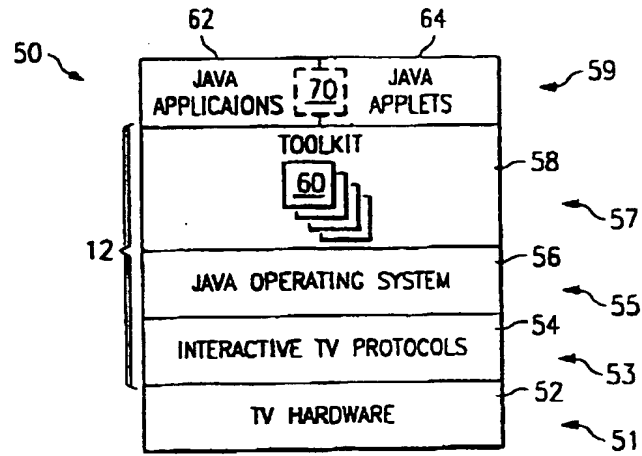 62
64
50
JAVA APPLICAIONS
70
JAVA APPLETS
59
TOOLKIT
58
60
57
12
56
JAVA OPERATING SYSTEM
55
54
INTERACTIVE TV PROTOCOLS
53
52
TV HARDWARE
51